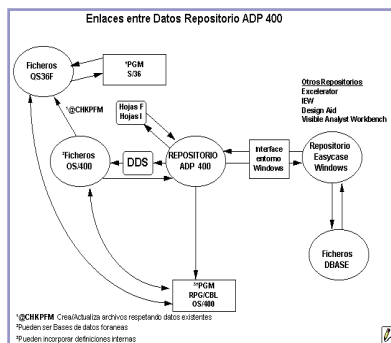 Enlaces entre Datos Repositorio ADP 400
Ficheros
QS36F
*PGM
S/36
¹@CHKPFM
Hojas F
Hojas I
Otros Repositorios
Excelerator
IEW
Design Aid
Visible Analyst Workbench
²Ficheros
OS/400
DDS
REPOSITORIO
ADP 400
Interface
entorno
Windows
Repositorio
Easycase
Windows
Ficheros
DBASE
³*PGM
RPG/CBL
OS/400
¹@CHKPFM Crea/Actualiza archivos respetando datos existentes
²Pueden ser Bases de datos foraneas
³Pueden incorporar definiciones internas